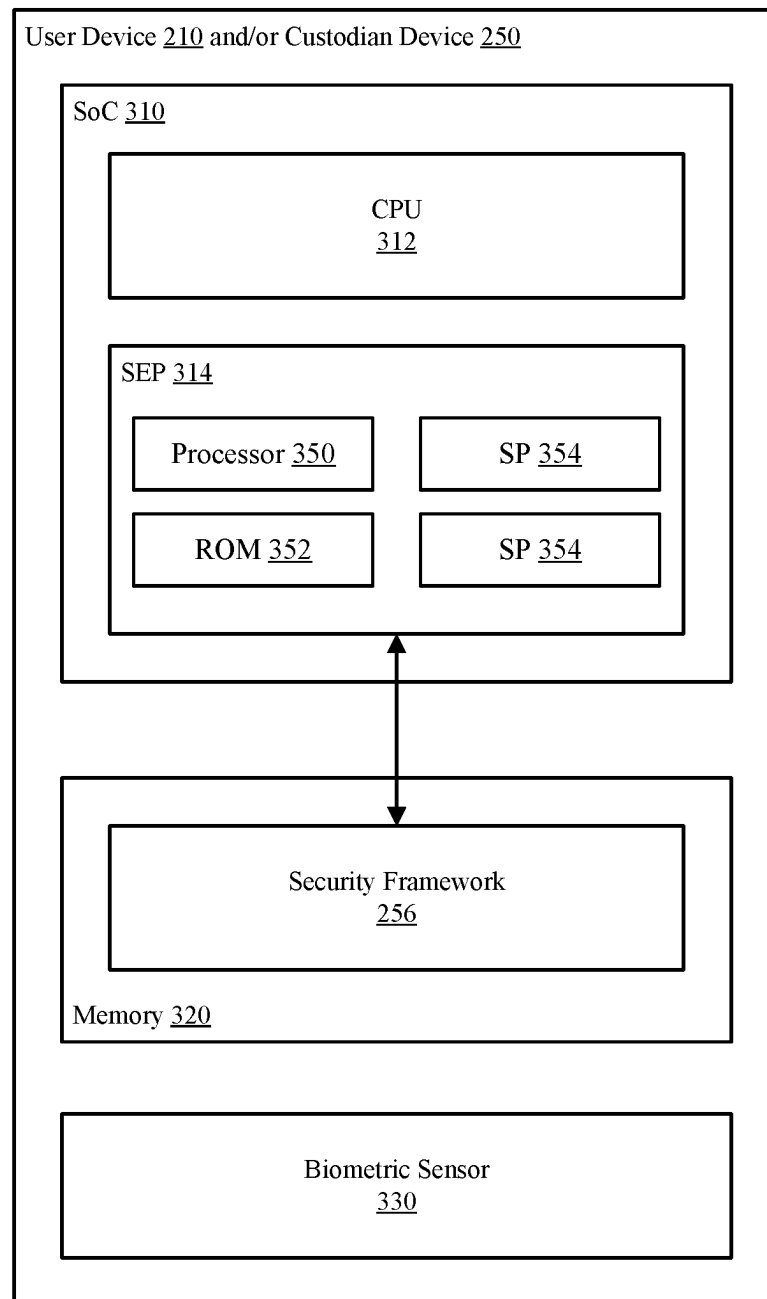 User Device 210 and/or Custodian Device 250
SoC 310
CPU
312
SEP 314
Processor 350
SP 354
ROM 352
SP 354
Security Framework
256
Memory 320
Biometric Sensor
330